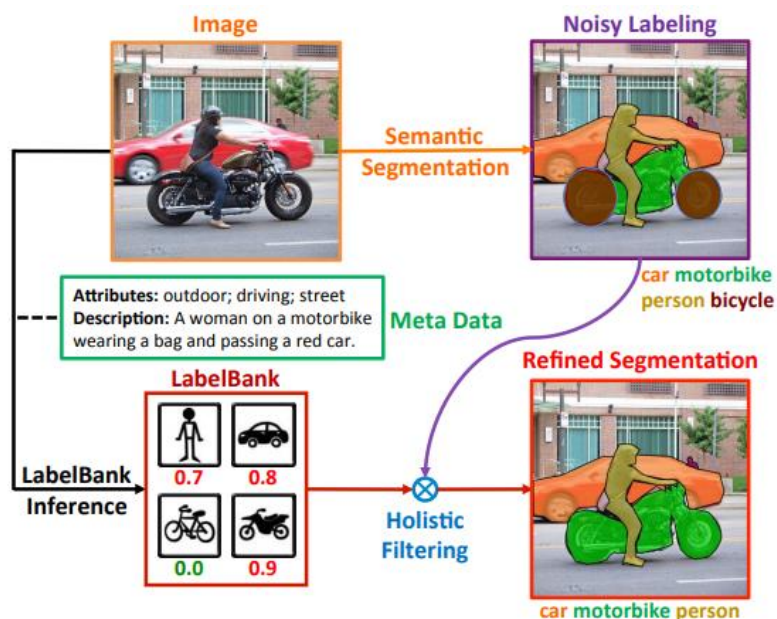 Image
Noisy Labeling
Semantic
Segmentation
car motorbike
person bicycle
Attributes: outdoor; driving; street
Description: A woman on a motorbike
wearing a bag and passing a red car.
Meta Data
LabelBank
Refined Segmentation
0.7 0.8
LabelBank
Inference
Holistic
Filtering
0.0 0.9
car motorbike person